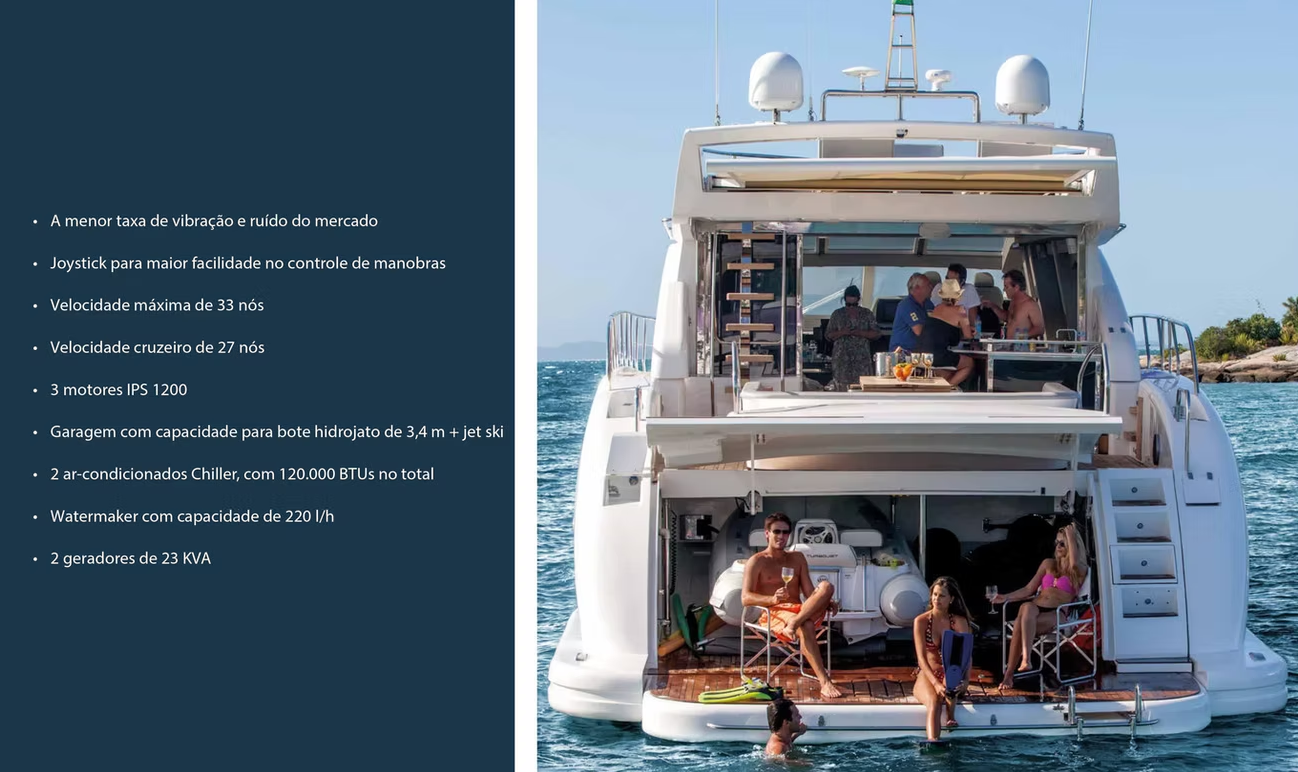 • A menor taxa de vibração e ruído do mercado
• Joystick para maior facilidade no controle de manobras
• Velocidade máxima de 33 nós
• Velocidade cruzeiro de 27 nós
• 3 motores IPS 1200
• Garagem com capacidade para bote hidrojato de 3,4 m + jet ski
• 2 ar-condicionados Chiller, com 120.000 BTUs no total
• Watermaker com capacidade de 220 l/h
• 2 geradores de 23 KVA
TURBOJET